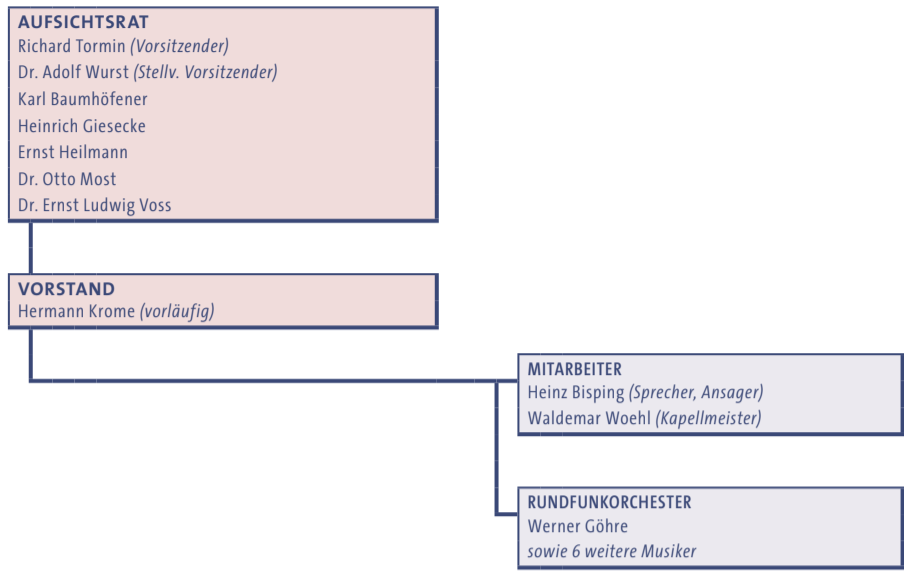 AUFSICHTSRAT
Richard Tormin (Vorsitzender)
Dr. Adolf Wurst (Stellv. Vorsitzender)
Karl Baumhöfener
Heinrich Giesecke
Ernst Heilmann
Dr. Otto Most
Dr. Ernst Ludwig Voss
VORSTAND
Hermann Krome (vorläufig)
MITARBEITER
Heinz Bisping (Sprecher, Ansager)
Waldemar Woehl (Kapellmeister)
RUNDFUNKORCHESTER
Werner Göhre
sowie 6 weitere Musiker